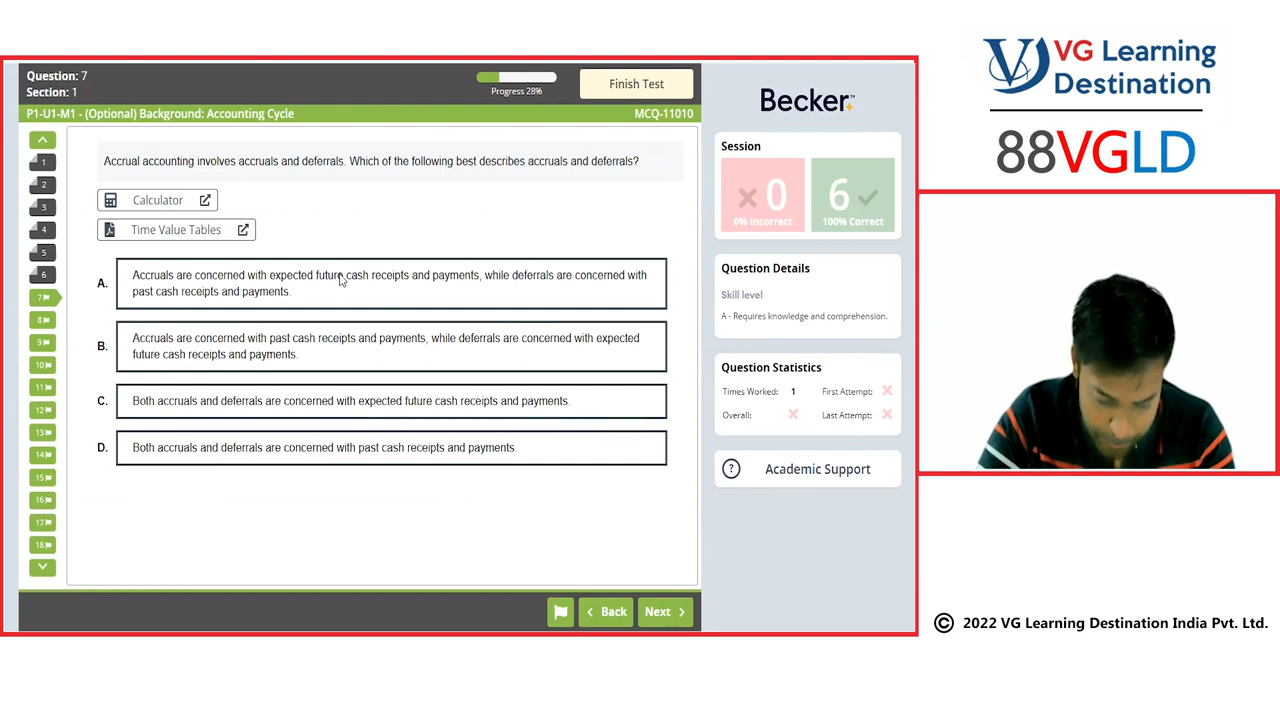 Question: 7
Section: 1
Progress 28%
Finish Test
P1-U1-M1 - (Optional) Background: Accounting Cycle
MCQ-11010
1
2
3
4
5
6
7
8
9
10
11
12
13
14
15
16
17
18
Accrual accounting involves accruals and deferrals. Which of the following best describes accruals and deferrals?
Calculator
Time Value Tables
A.
Accruals are concerned with expected future cash receipts and payments, while deferrals are concerned with
past cash receipts and payments.
B.
Accruals are concerned with past cash receipts and payments, while deferrals are concerned with expected
future cash receipts and payments.
C.
Both accruals and deferrals are concerned with expected future cash receipts and payments.
D.
Both accruals and deferrals are concerned with past cash receipts and payments.
Back
Next
Becker
Session
0
0% Incorrect
6
100% Correct
Question Details
Skill level
A - Requires knowledge and comprehension.
Question Statistics
Times Worked: 1
First Attempt:
Overall:
Last Attempt:
? Academic Support
VG Learning
Destination
88VGLD
© 2022 VG Learning Destination India Pvt. Ltd.